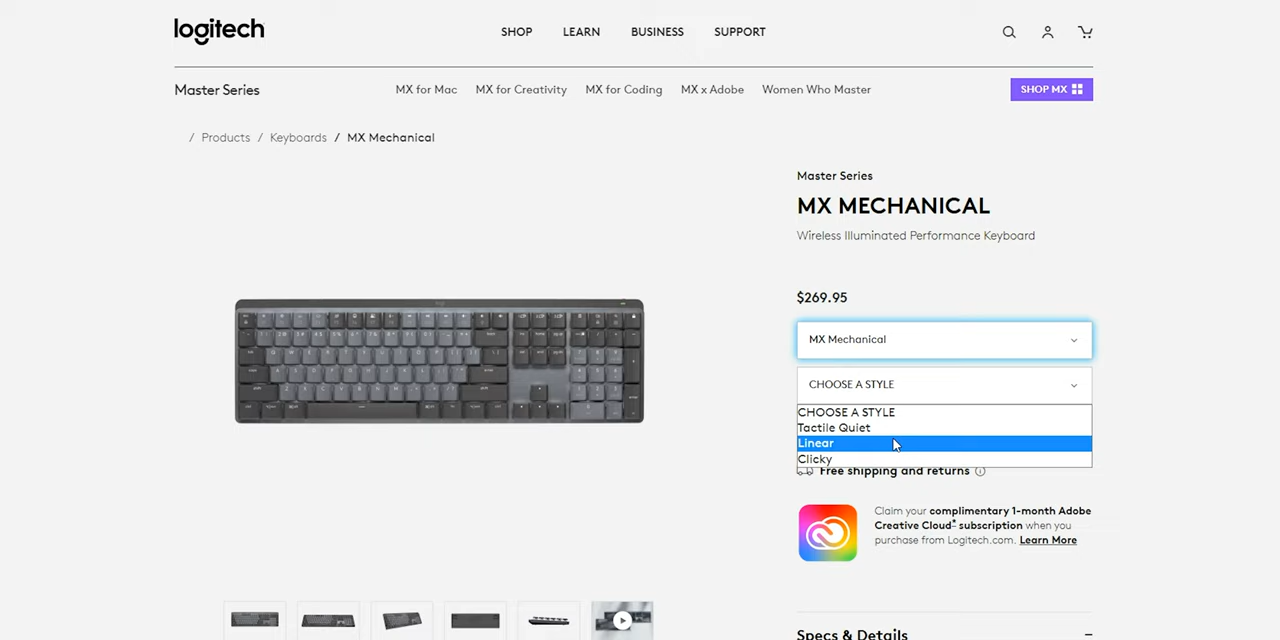 logitech
SHOP LEARN BUSINESS SUPPORT
Master Series
MX for Mac MX for Creativity MX for Coding MX x Adobe Women Who Master
SHOP MX
/ Products / Keyboards / MX Mechanical
Master Series
MX MECHANICAL
Wireless Illuminated Performance Keyboard
$269.95
MX Mechanical
CHOOSE A STYLE
CHOOSE A STYLE
Tactile Quiet
Linear
Clicky
Free shipping and returns
Claim your complimentary 1-month Adobe
Creative Cloud* subscription when you
purchase from Logitech.com. Learn More
Specs & Details